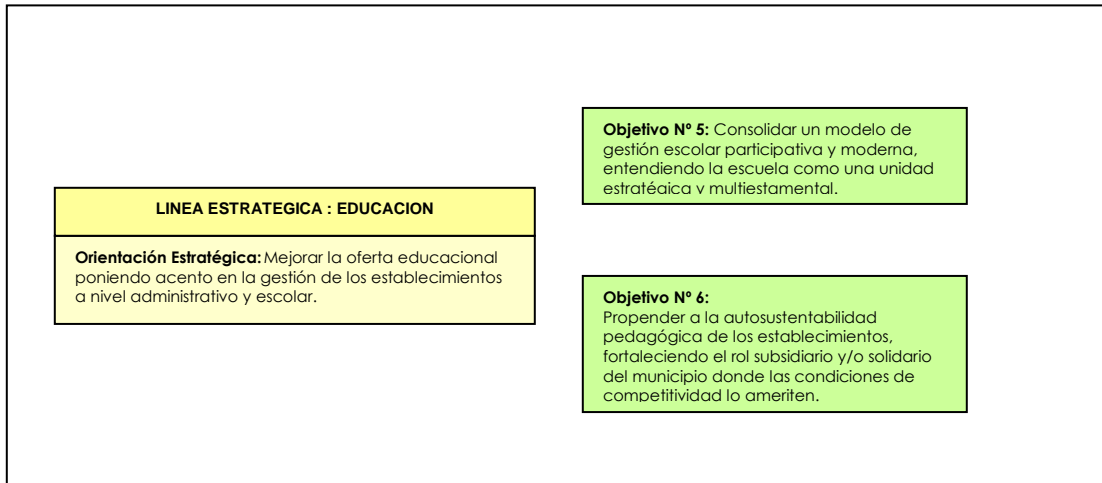 LINEA ESTRATEGICA : EDUCACION
Orientación Estratégica: Mejorar la oferta educacional
poniendo acento en la gestión de los establecimientos
a nivel administrativo y escolar.
Objetivo Nº 5: Consolidar un modelo de
gestión escolar participativa y moderna,
entendiendo la escuela como una unidad
estratégica y multiestamental.
Objetivo Nº 6:
Propender a la autosustentabilidad
pedagógica de los establecimientos,
fortaleciendo el rol subsidiario y/o solidario
del municipio donde las condiciones de
competitividad lo ameriten.